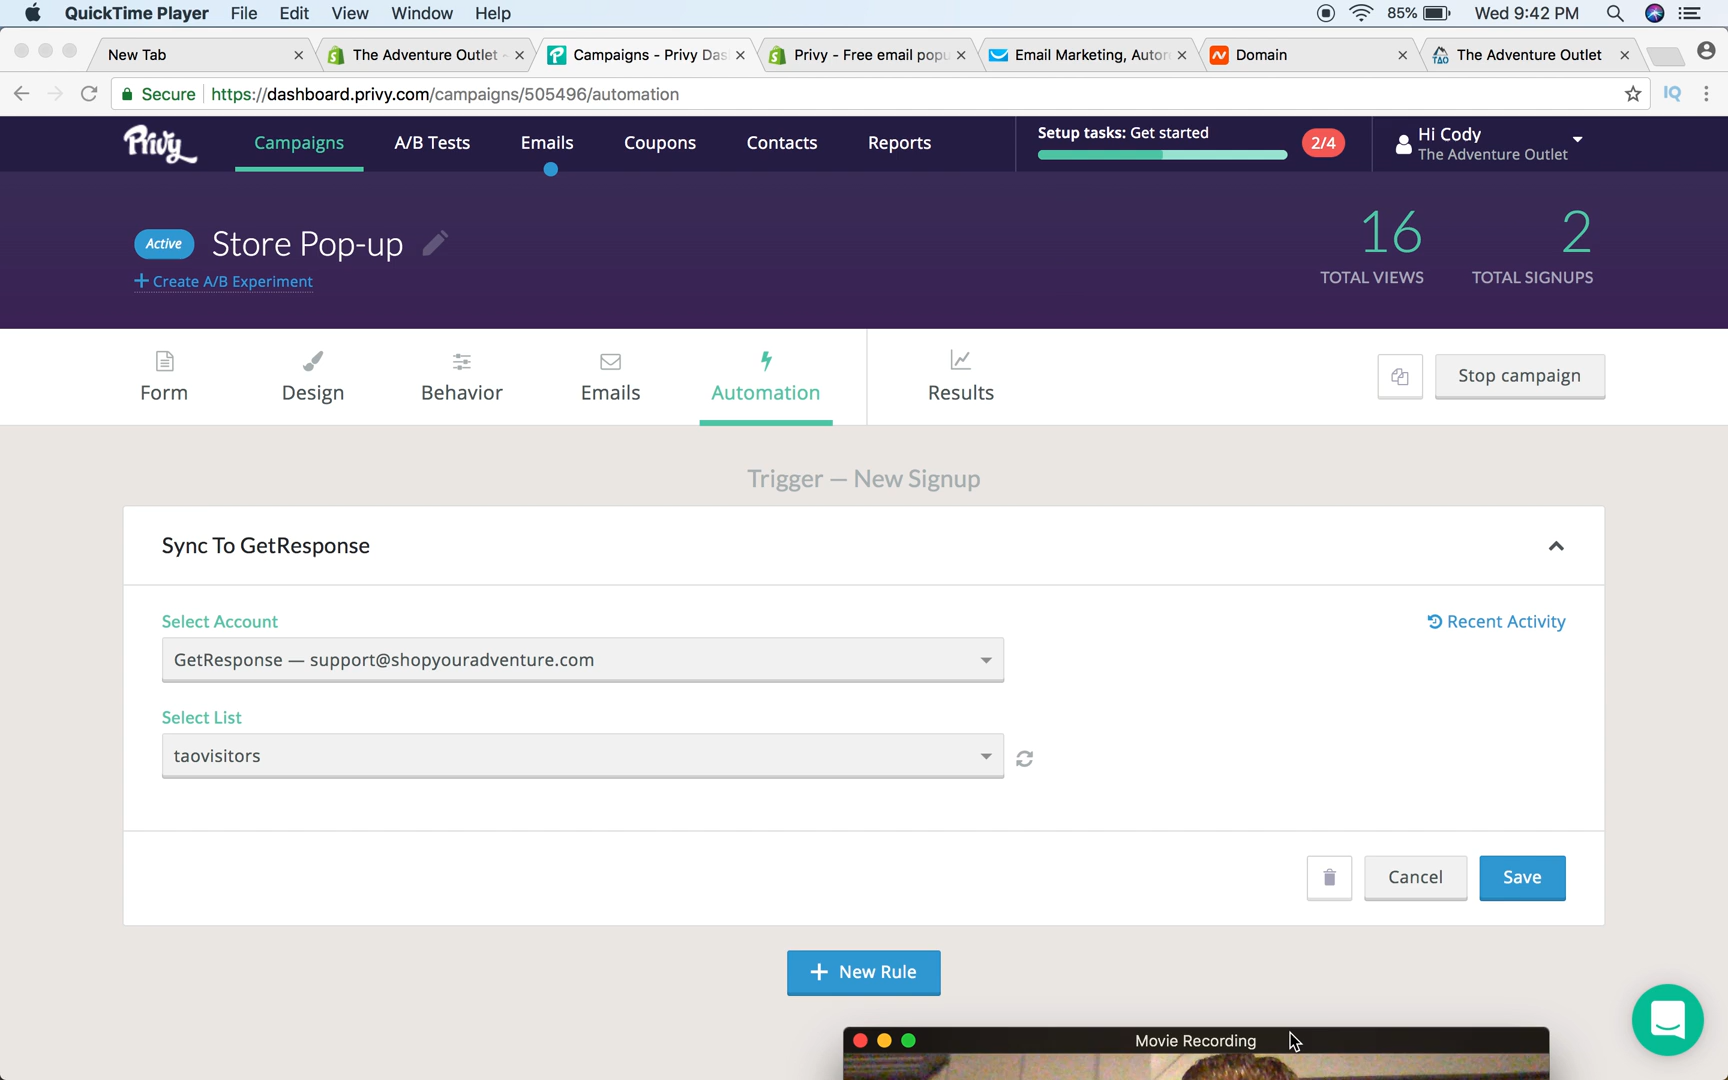 QuickTime Player File Edit View Window Help 85% Wed 9:42 PM
New Tab The Adventure Outlet Campaigns - Privy Das Privy - Free email popu Email Marketing, Autor Domain The Adventure Outlet
Secure https://dashboard.privy.com/campaigns/505496/automation IQ
Privy Campaigns A/B Tests Emails Coupons Contacts Reports Setup tasks: Get started 2/4 Hi Cody
The Adventure Outlet
Active Store Pop-up 16 2
+ Create A/B Experiment TOTAL VIEWS TOTAL SIGNUPS
Form Design Behavior Emails Automation Results Stop campaign
Trigger — New Signup
Sync To GetResponse
Select Account Recent Activity
GetResponse — support@shopyouradventure.com
Select List
taovisitors
Cancel Save
+ New Rule
Movie Recording